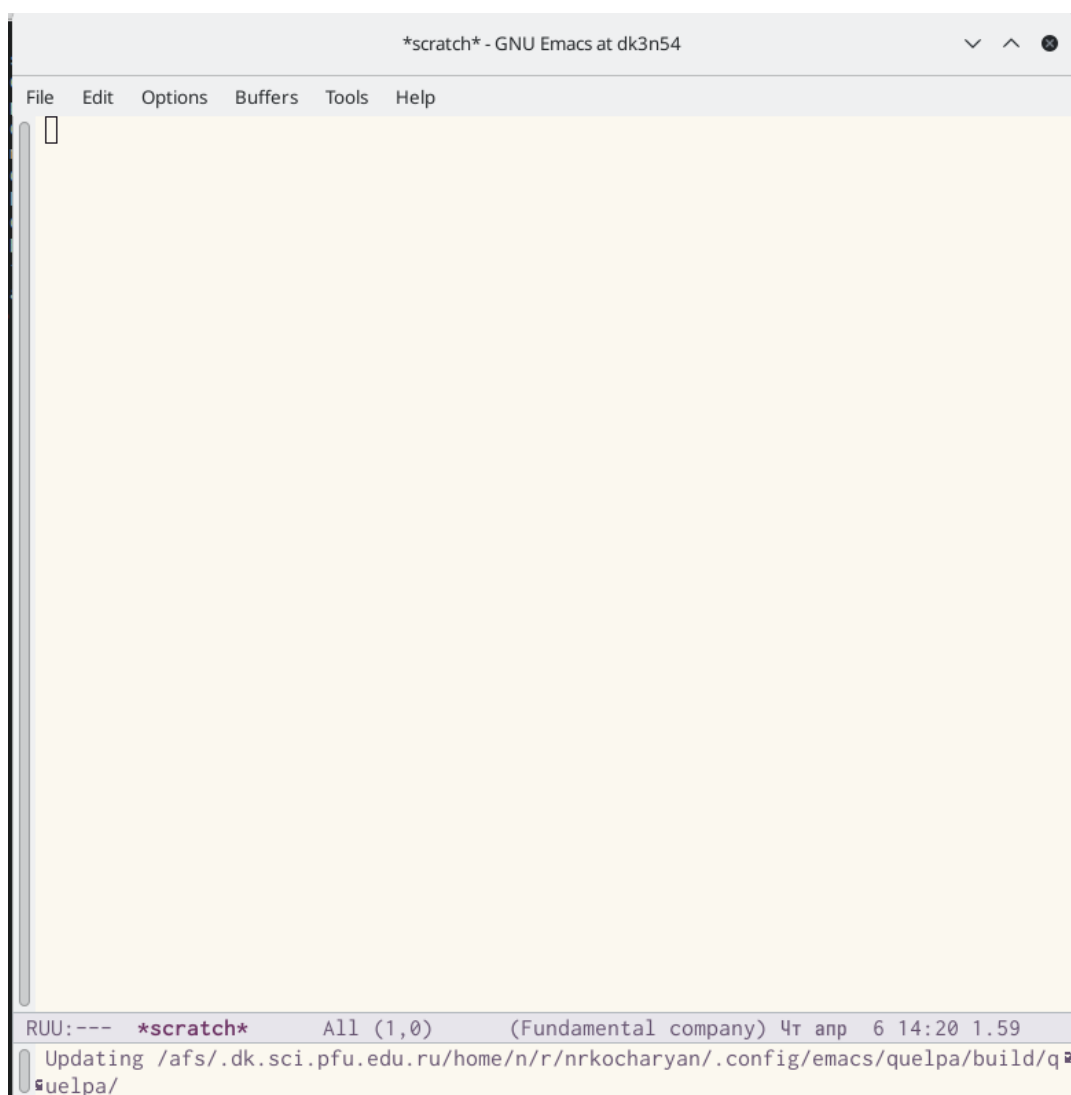 *scratch* - GNU Emacs at dk3n54
File Edit Options Buffers Tools Help
RUU:--- *scratch* All (1,0) (Fundamental company) Чт апр 6 14:20 1.59
Updating /afs/.dk.sci.pfu.edu.ru/home/n/r/nrkocharyan/.config/emacs/quelpa/build/q
uelpa/